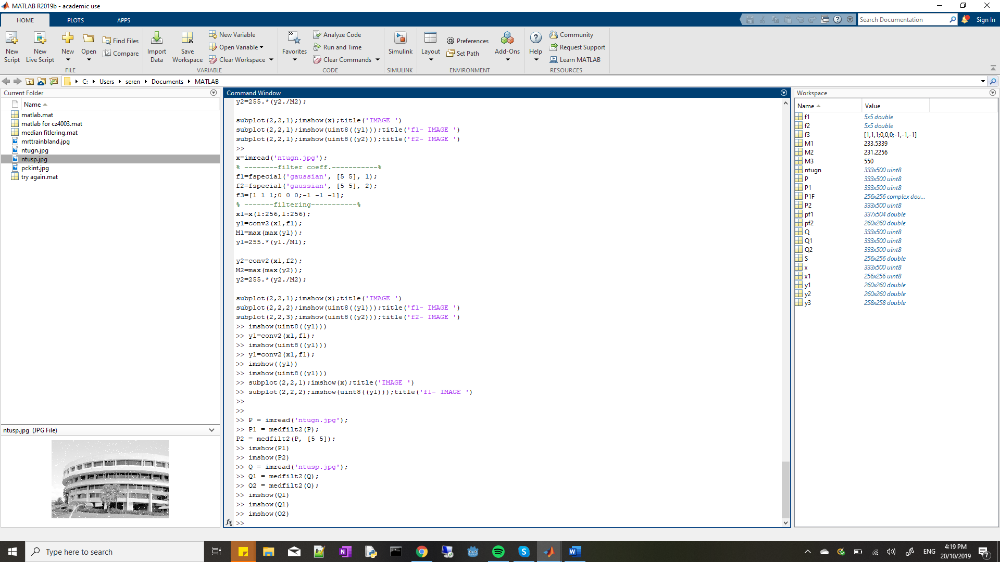 MATLAB R2019b - academic use
HOME PLOTS APPS
Search Documentation
Sign In
New Script
New Live Script
New
Open
Find Files
Compare
FILE
Import Data
Save Workspace
New Variable
Open Variable
Clear Workspace
VARIABLE
Favorites
Analyze Code
Run and Time
Clear Commands
CODE
Simulink
SIMULINK
Layout
Preferences
Set Path
Add-Ons
ENVIRONMENT
Help
Community
Request Support
Learn MATLAB
RESOURCES
C: Users seren Documents MATLAB
Current Folder
Name
matlab.mat
matlab for cz4003.mat
median fitlering.mat
mrttrainbland.jpg
ntugn.jpg
ntusp.jpg
pckint.jpg
try again.mat
ntusp.jpg (JPG File)
Command Window
y2=255.*(y2./M2);
subplot(2,2,1);imshow(x);title('IMAGE ')
subplot(2,2,1);imshow(uint8((y1)));title('f1- IMAGE ')
subplot(2,2,1);imshow(uint8((y2)));title('f2- IMAGE ')
>>
x=imread('ntugn.jpg');
% --------filter coeff.-----------%
f1=fspecial('gaussian', [5 5], 1);
f2=fspecial('gaussian', [5 5], 2);
f3=[1 1 1;0 0 0;-1 -1 -1];
% -------filtering-----------%
x1=x(1:256,1:256);
y1=conv2(x1,f1);
M1=max(max(y1));
y1=255.*(y1./M1);
y2=conv2(x1,f2);
M2=max(max(y2));
y2=255.*(y2./M2);
subplot(2,2,1);imshow(x);title('IMAGE ')
subplot(2,2,2);imshow(uint8((y1)));title('f1- IMAGE ')
subplot(2,2,3);imshow(uint8((y2)));title('f2- IMAGE ')
>> imshow(uint8((y1)))
>> y1=conv2(x1,f1);
>> imshow(uint8((y1)))
>> y1=conv2(x1,f1);
>> imshow((y1))
>> imshow(uint8((y1)))
>> subplot(2,2,1);imshow(x);title('IMAGE ')
>> subplot(2,2,2);imshow(uint8((y1)));title('f1- IMAGE ')
>>
>>
>> P = imread('ntugn.jpg');
>> P1 = medfilt2(P);
P2 = medfilt2(P, [5 5]);
>> imshow(P1)
>> imshow(P2)
>> Q = imread('ntusp.jpg');
>> Q1 = medfilt2(Q);
>> Q2 = medfilt2(Q);
>> imshow(Q1)
>> imshow(Q1)
>> imshow(Q2)
fx >>
Workspace
Name Value
f1 5x5 double
f2 5x5 double
f3 [1,1,1;0,0,0;-1,-1,-1]
M1 233.5339
M2 231.2256
M3 550
ntugn 333x500 uint8
P 333x500 uint8
P1 333x500 uint8
P1F 256x256 complex dou...
P2 333x500 uint8
pf1 337x504 double
pf2 260x260 double
Q 333x500 uint8
Q1 333x500 uint8
Q2 333x500 uint8
S 256x256 double
x 333x500 uint8
x1 256x256 uint8
y1 260x260 double
y2 260x260 double
y3 258x258 double
Type here to search
ENG
4:19 PM
20/10/2019
7